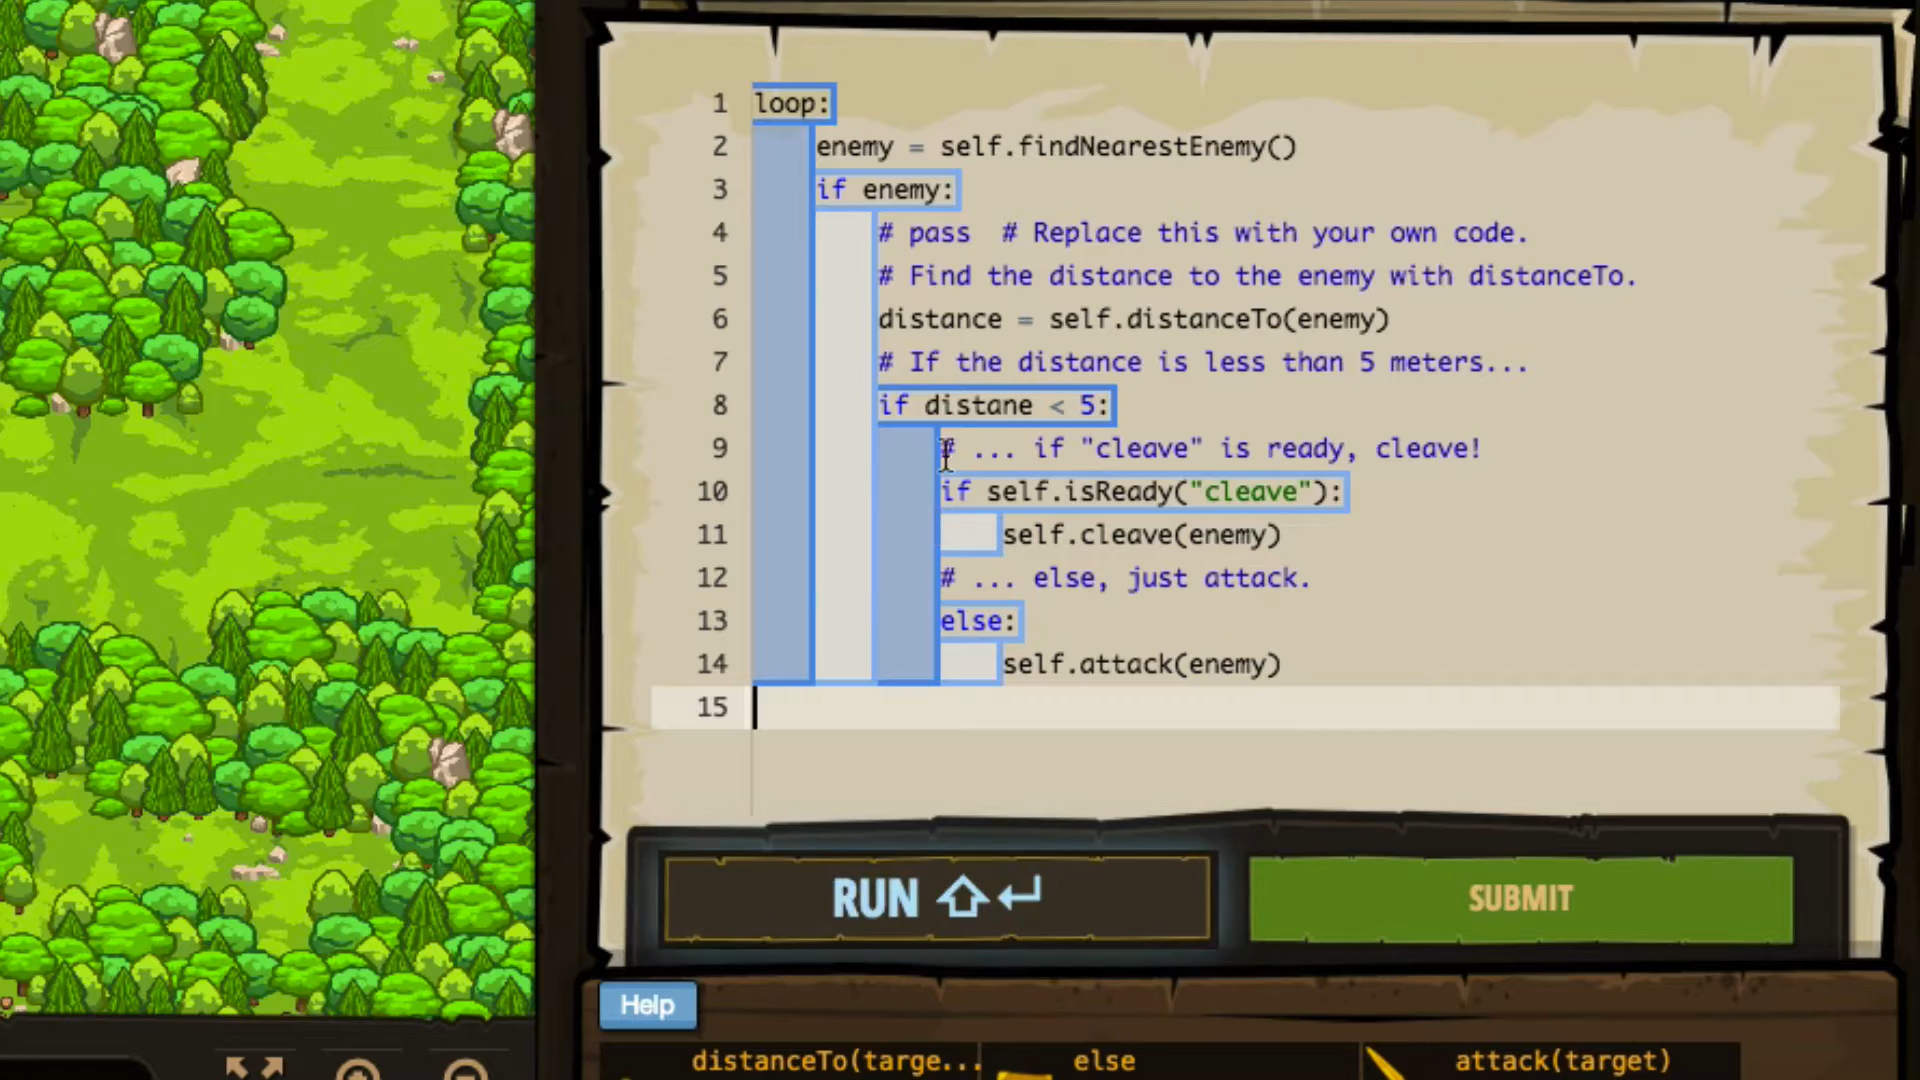 1 loop:
2 enemy = self.findNearestEnemy()
3 if enemy:
4 # pass  # Replace this with your own code.
5 # Find the distance to the enemy with distanceTo.
6 distance = self.distanceTo(enemy)
7 # If the distance is less than 5 meters...
8 if distane < 5:
9 # ... if "cleave" is ready, cleave!
10 if self.isReady("cleave"):
11 self.cleave(enemy)
12 # ... else, just attack.
13 else:
14 self.attack(enemy)
15
RUN SUBMIT
Help
distanceTo(targe... else attack(target)